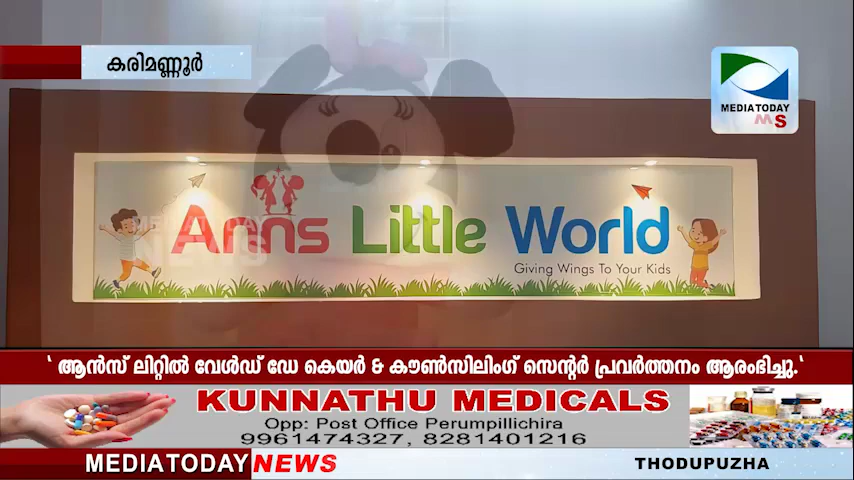 കരിമണ്ണൂർ
MEDIATODAY
Anns Little World
Giving Wings To Your Kids
' ആൻസ് ലിറ്റിൽ വേൾഡ് ഡേ കെയർ & കൗൺസിലിംഗ് സെന്റർ പ്രവർത്തനം ആരംഭിച്ചു.'
KUNNATHU MEDICALS
Opp: Post Office Perumpillichira
9961474327, 8281401216
MEDIATODAY NEWS
THODUPUZHA